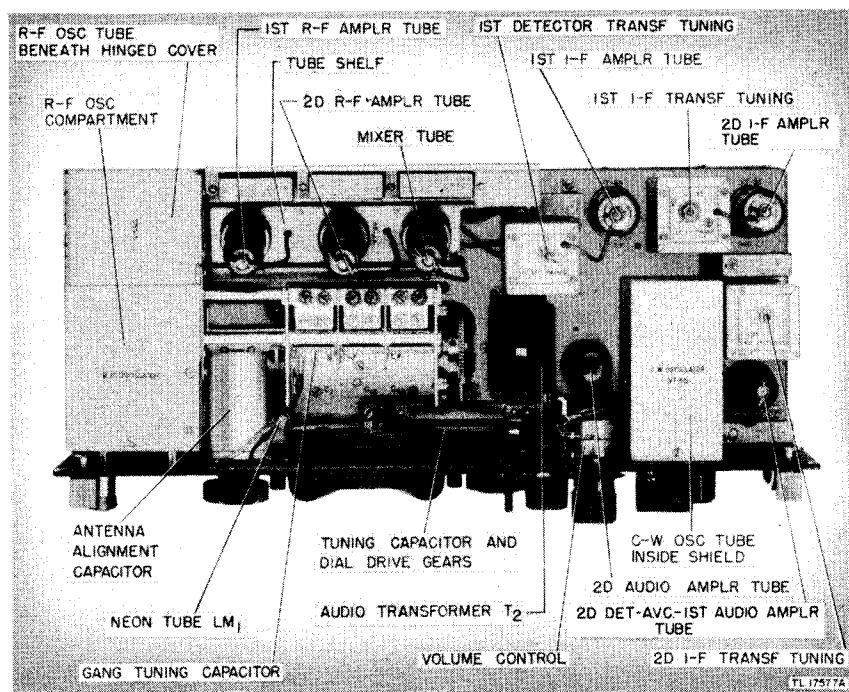 R-F OSC TUBE
BENEATH HINGED COVER
1ST R-F AMPLR TUBE
1ST DETECTOR TRANSF TUNING
TUBE SHELF
1ST I-F AMPLR TUBE
R-F OSC
COMPARTMENT
2D R-F AMPLR TUBE
1ST I-F TRANSF TUNING
MIXER TUBE
2D I-F AMPLR
TUBE
ANTENNA
ALIGNMENT
CAPACITOR
TUNING CAPACITOR AND
DIAL DRIVE GEARS
C-W OSC TUBE
INSIDE SHIELD
2D AUDIO AMPLR TUBE
NEON TUBE LM1
AUDIO TRANSFORMER T2
2D DET-AVC-1ST AUDIO AMPLR
TUBE
GANG TUNING CAPACITOR
VOLUME CONTROL
2D I-F TRANSF TUNING
TL 17577A